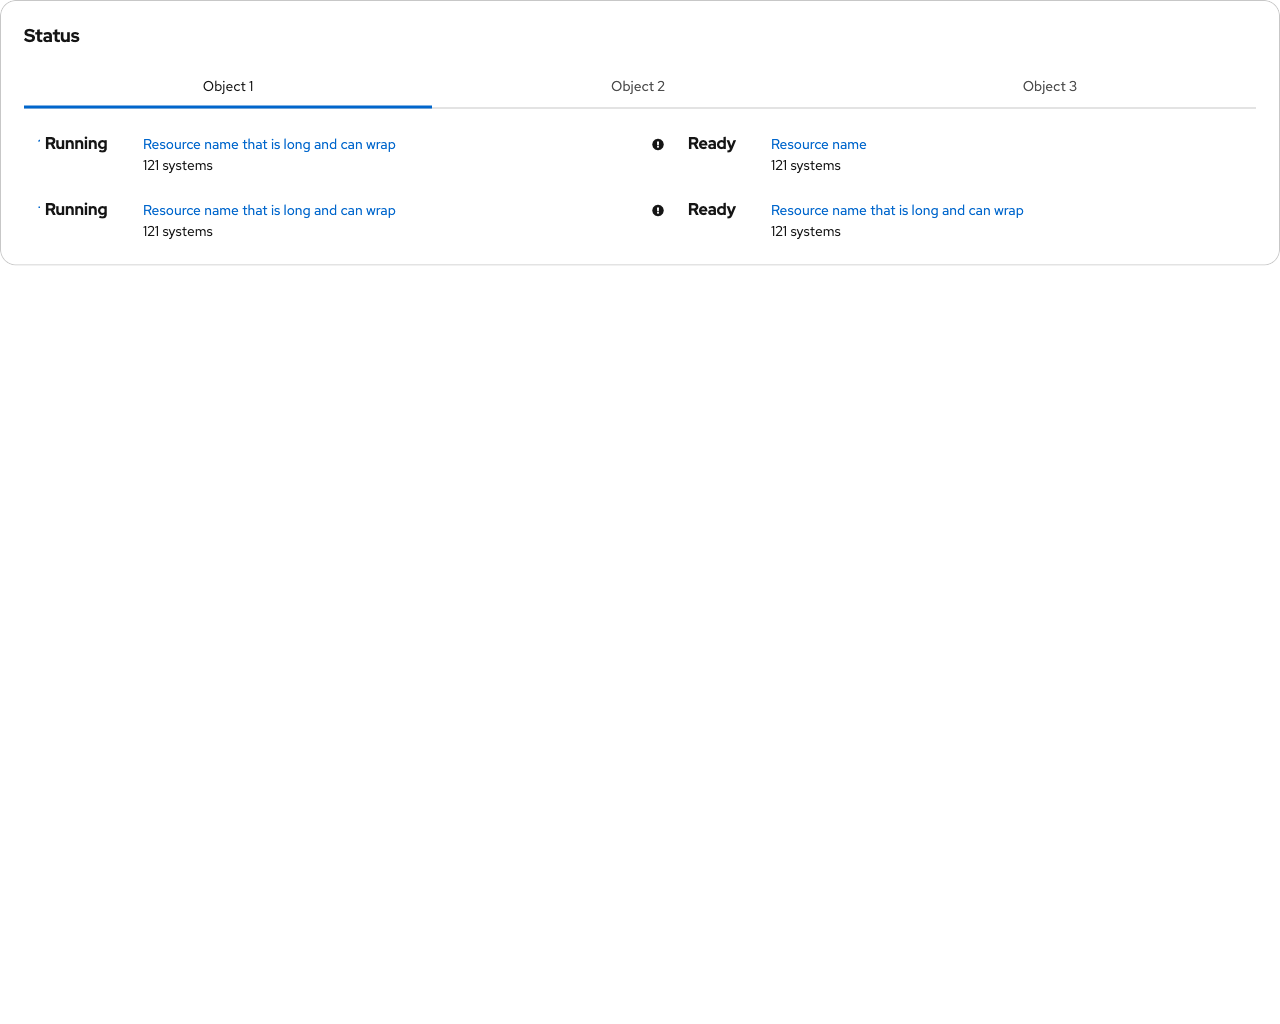 Status
Object 1 Object 2 Object 3
Running Resource name that is long and can wrap
121 systems
Ready Resource name
121 systems
Running Resource name that is long and can wrap
121 systems
Ready Resource name that is long and can wrap
121 systems